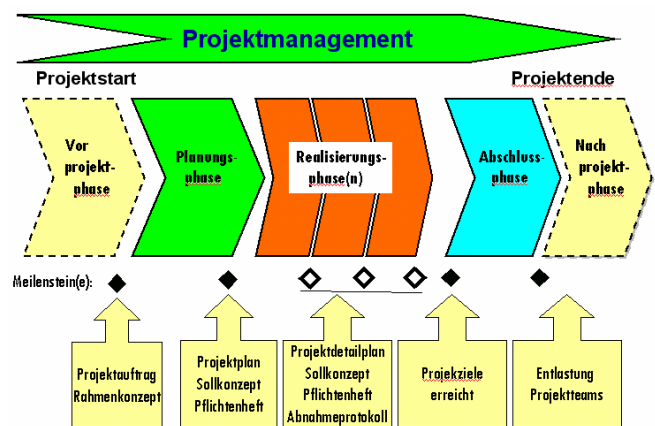 Projektmanagement
Projektstart
Projektende
Vor
projekt-
phase
Planungs-
phase
Realisierungs-
phase(n)
Abschluss-
phase
Nach
projekt-
phase
Meilenstein(e):
Projektauftrag
Rahmenkonzept
Projektplan
Sollkonzept
Pflichtenheft
Projektdetailplan
Sollkonzept
Pflichtenheft
Abnahmeprotokoll
Projekziele
erreicht
Entlastung
Projektteams